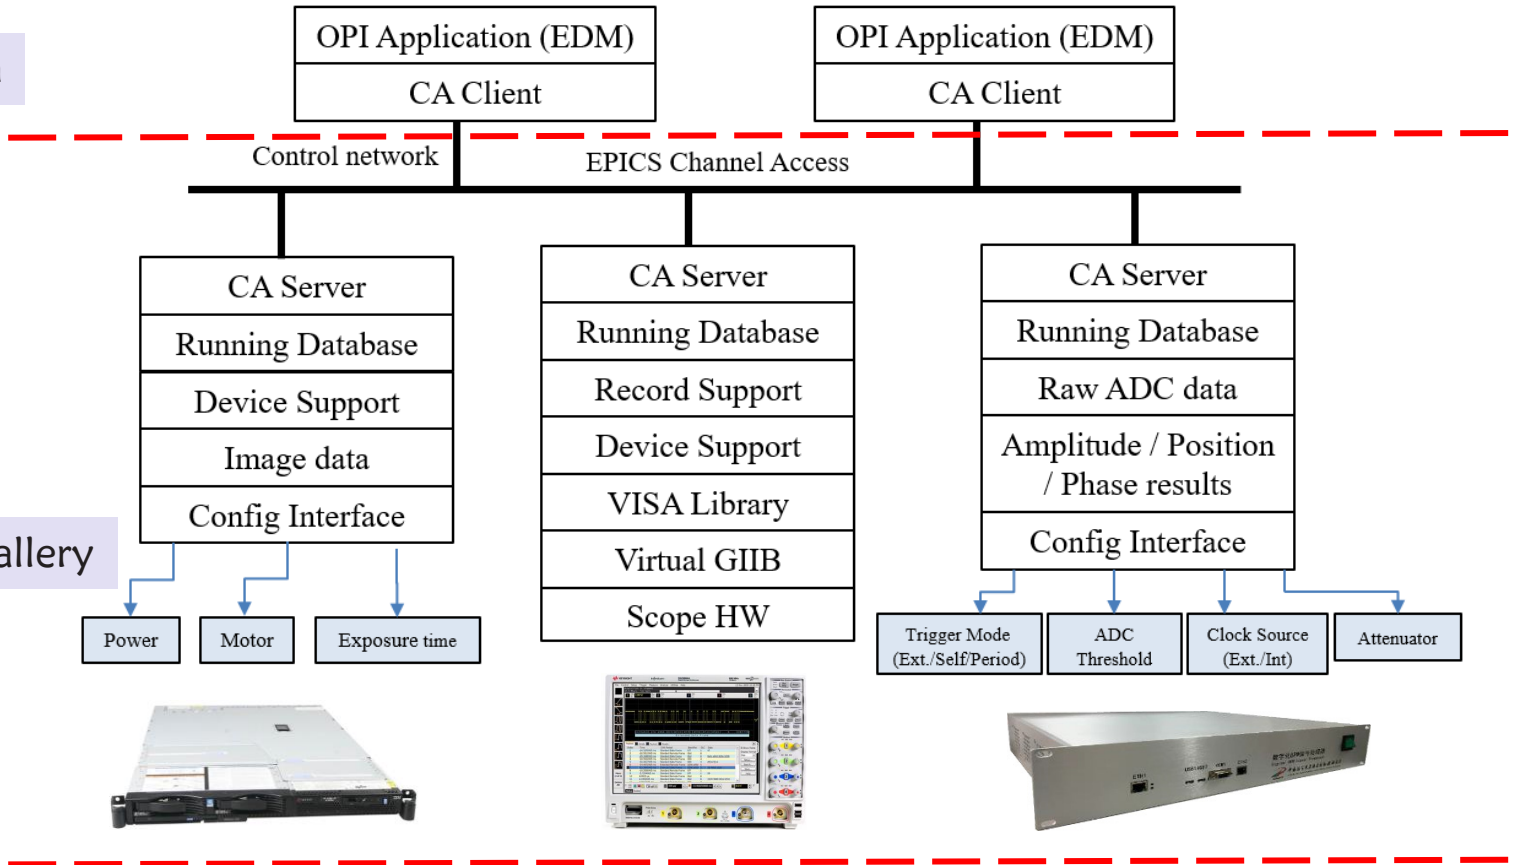 OPI Application (EDM)
CA Client
OPI Application (EDM)
CA Client
Control network
EPICS Channel Access
CA Server
Running Database
Device Support
Image data
Config Interface
Power
Motor
Exposure time
CA Server
Running Database
Record Support
Device Support
VISA Library
Virtual GIIB
Scope HW
CA Server
Running Database
Raw ADC data
Amplitude / Position
/ Phase results
Config Interface
Trigger Mode
(Ext./Self/Period)
ADC
Threshold
Clock Source
(Ext./Int)
Attenuator
allery